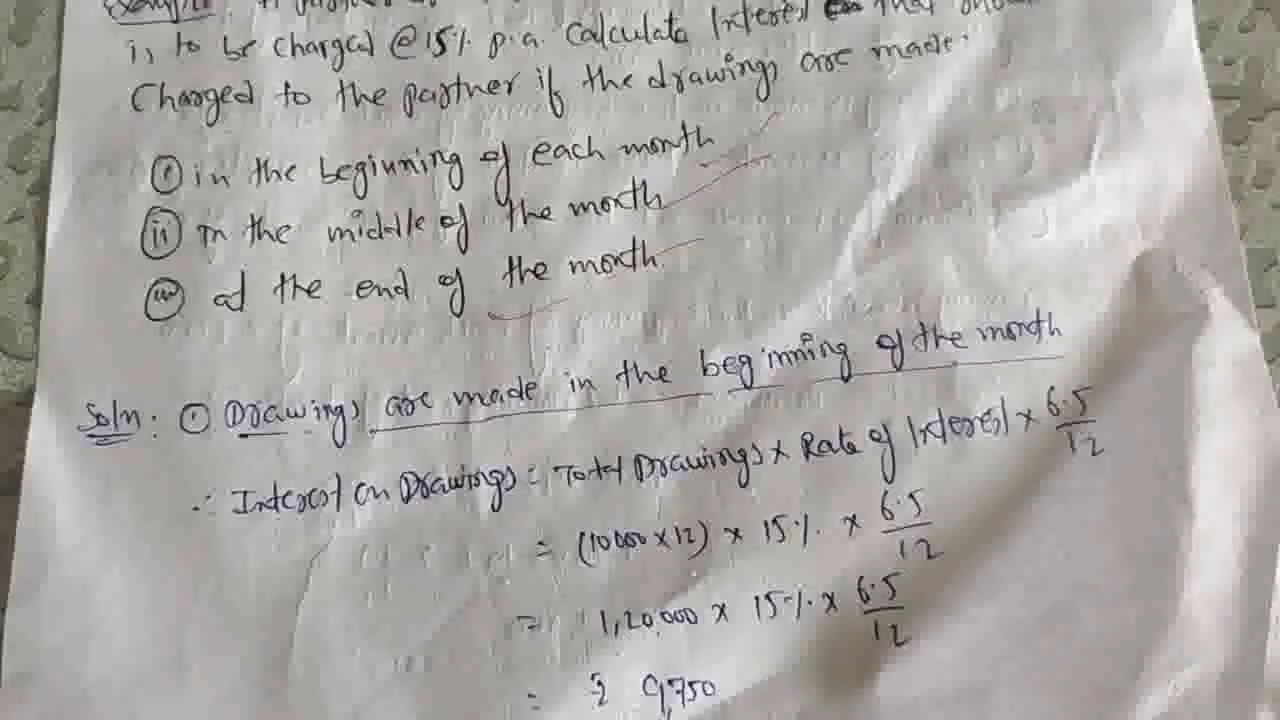 Example:
is to be charged @ 15% p.a. Calculate Interest that
Charged to the partner if the drawings are made:
(i) in the beginning of each month
(ii) in the middle of the month
(iii) at the end of the month
Soln: (i) Drawings are made in the beginning of the month
∴ Interest on Drawings = Total Drawings × Rate of Interest × 6.5/12
= (10000 × 12) × 15% × 6.5/12
= 1,20,000 × 15% × 6.5/12
= ₹ 9,750